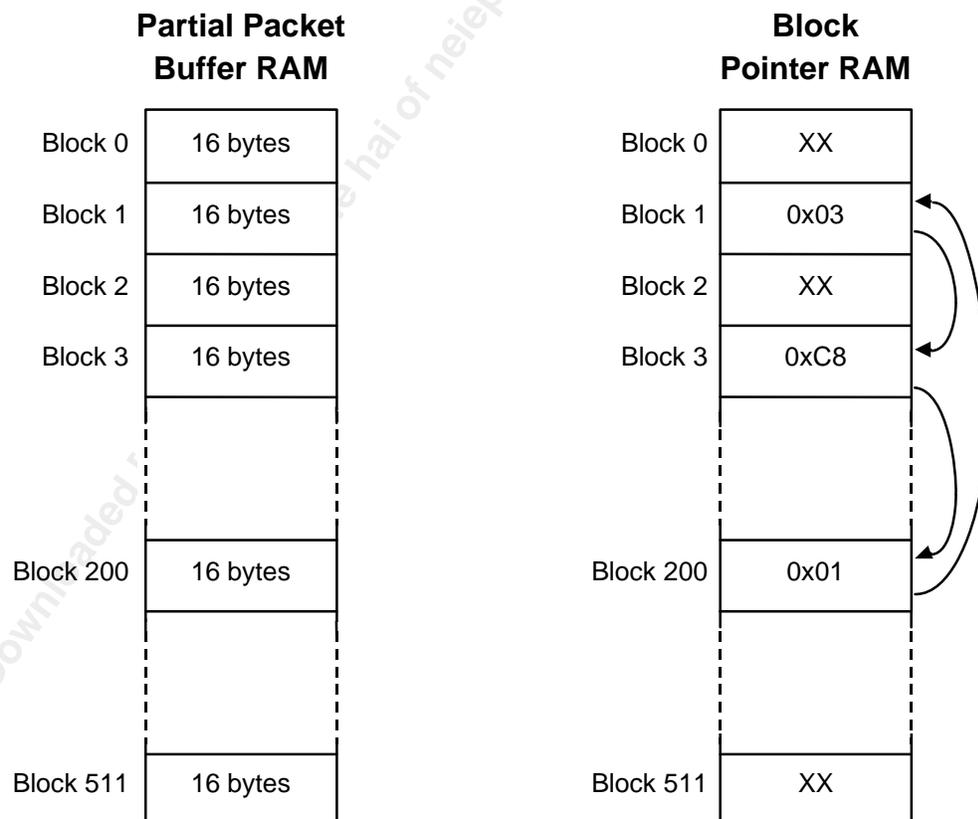 Partial Packet
Buffer RAM
Block 0 16 bytes
Block 1 16 bytes
Block 2 16 bytes
Block 3 16 bytes
Block 200 16 bytes
Block 511 16 bytes
Block
Pointer RAM
Block 0 XX
Block 1 0x03
Block 2 XX
Block 3 0xC8
Block 200 0x01
Block 511 XX
hai of